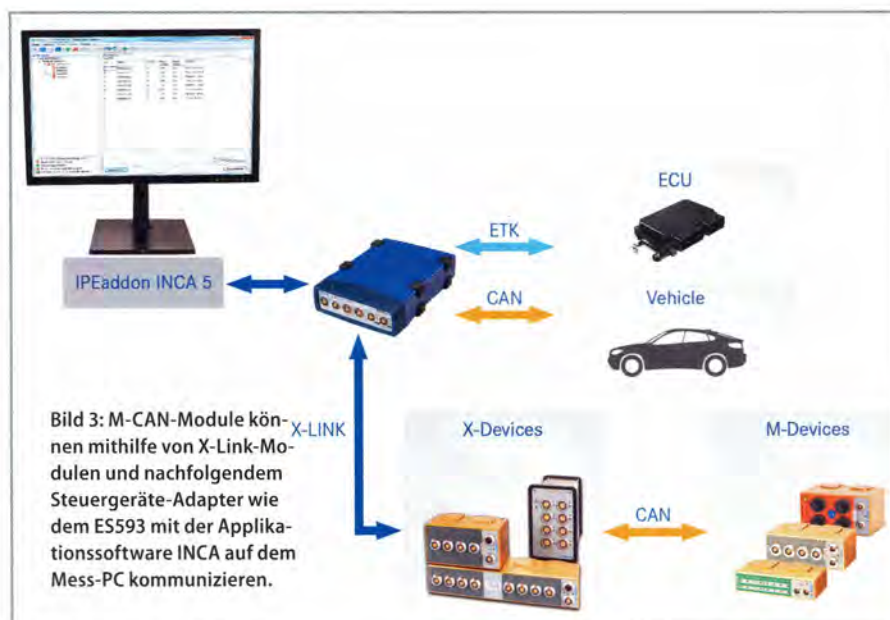 ECU
ETK
IPEaddon INCA 5
CAN
Vehicle
Bild 3: M-CAN-Module kön-
nen mithilfe von X-Link-Mo-
dulen und nachfolgendem
Steuergeräte-Adapter wie
dem ES593 mit der Applika-
tionssoftware INCA auf dem
Mess-PC kommunizieren.
X-LINK
X-Devices
M-Devices
CAN